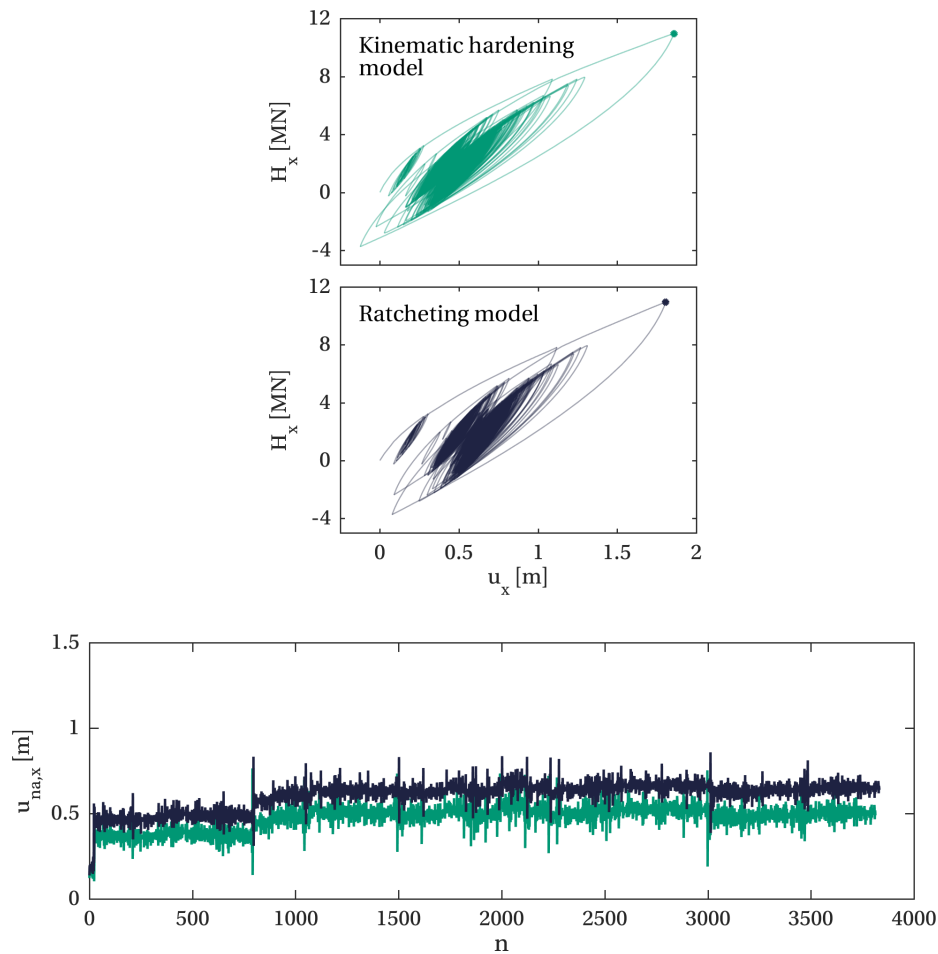 12
8
4
0
-4
H_x [MN]
Kinematic hardening
model
12
8
4
0
-4
H_x [MN]
Ratcheting model
0 0.5 1 1.5 2
u_x [m]
1.5
1
0.5
0
u_na,x [m]
0 500 1000 1500 2000 2500 3000 3500 4000
n